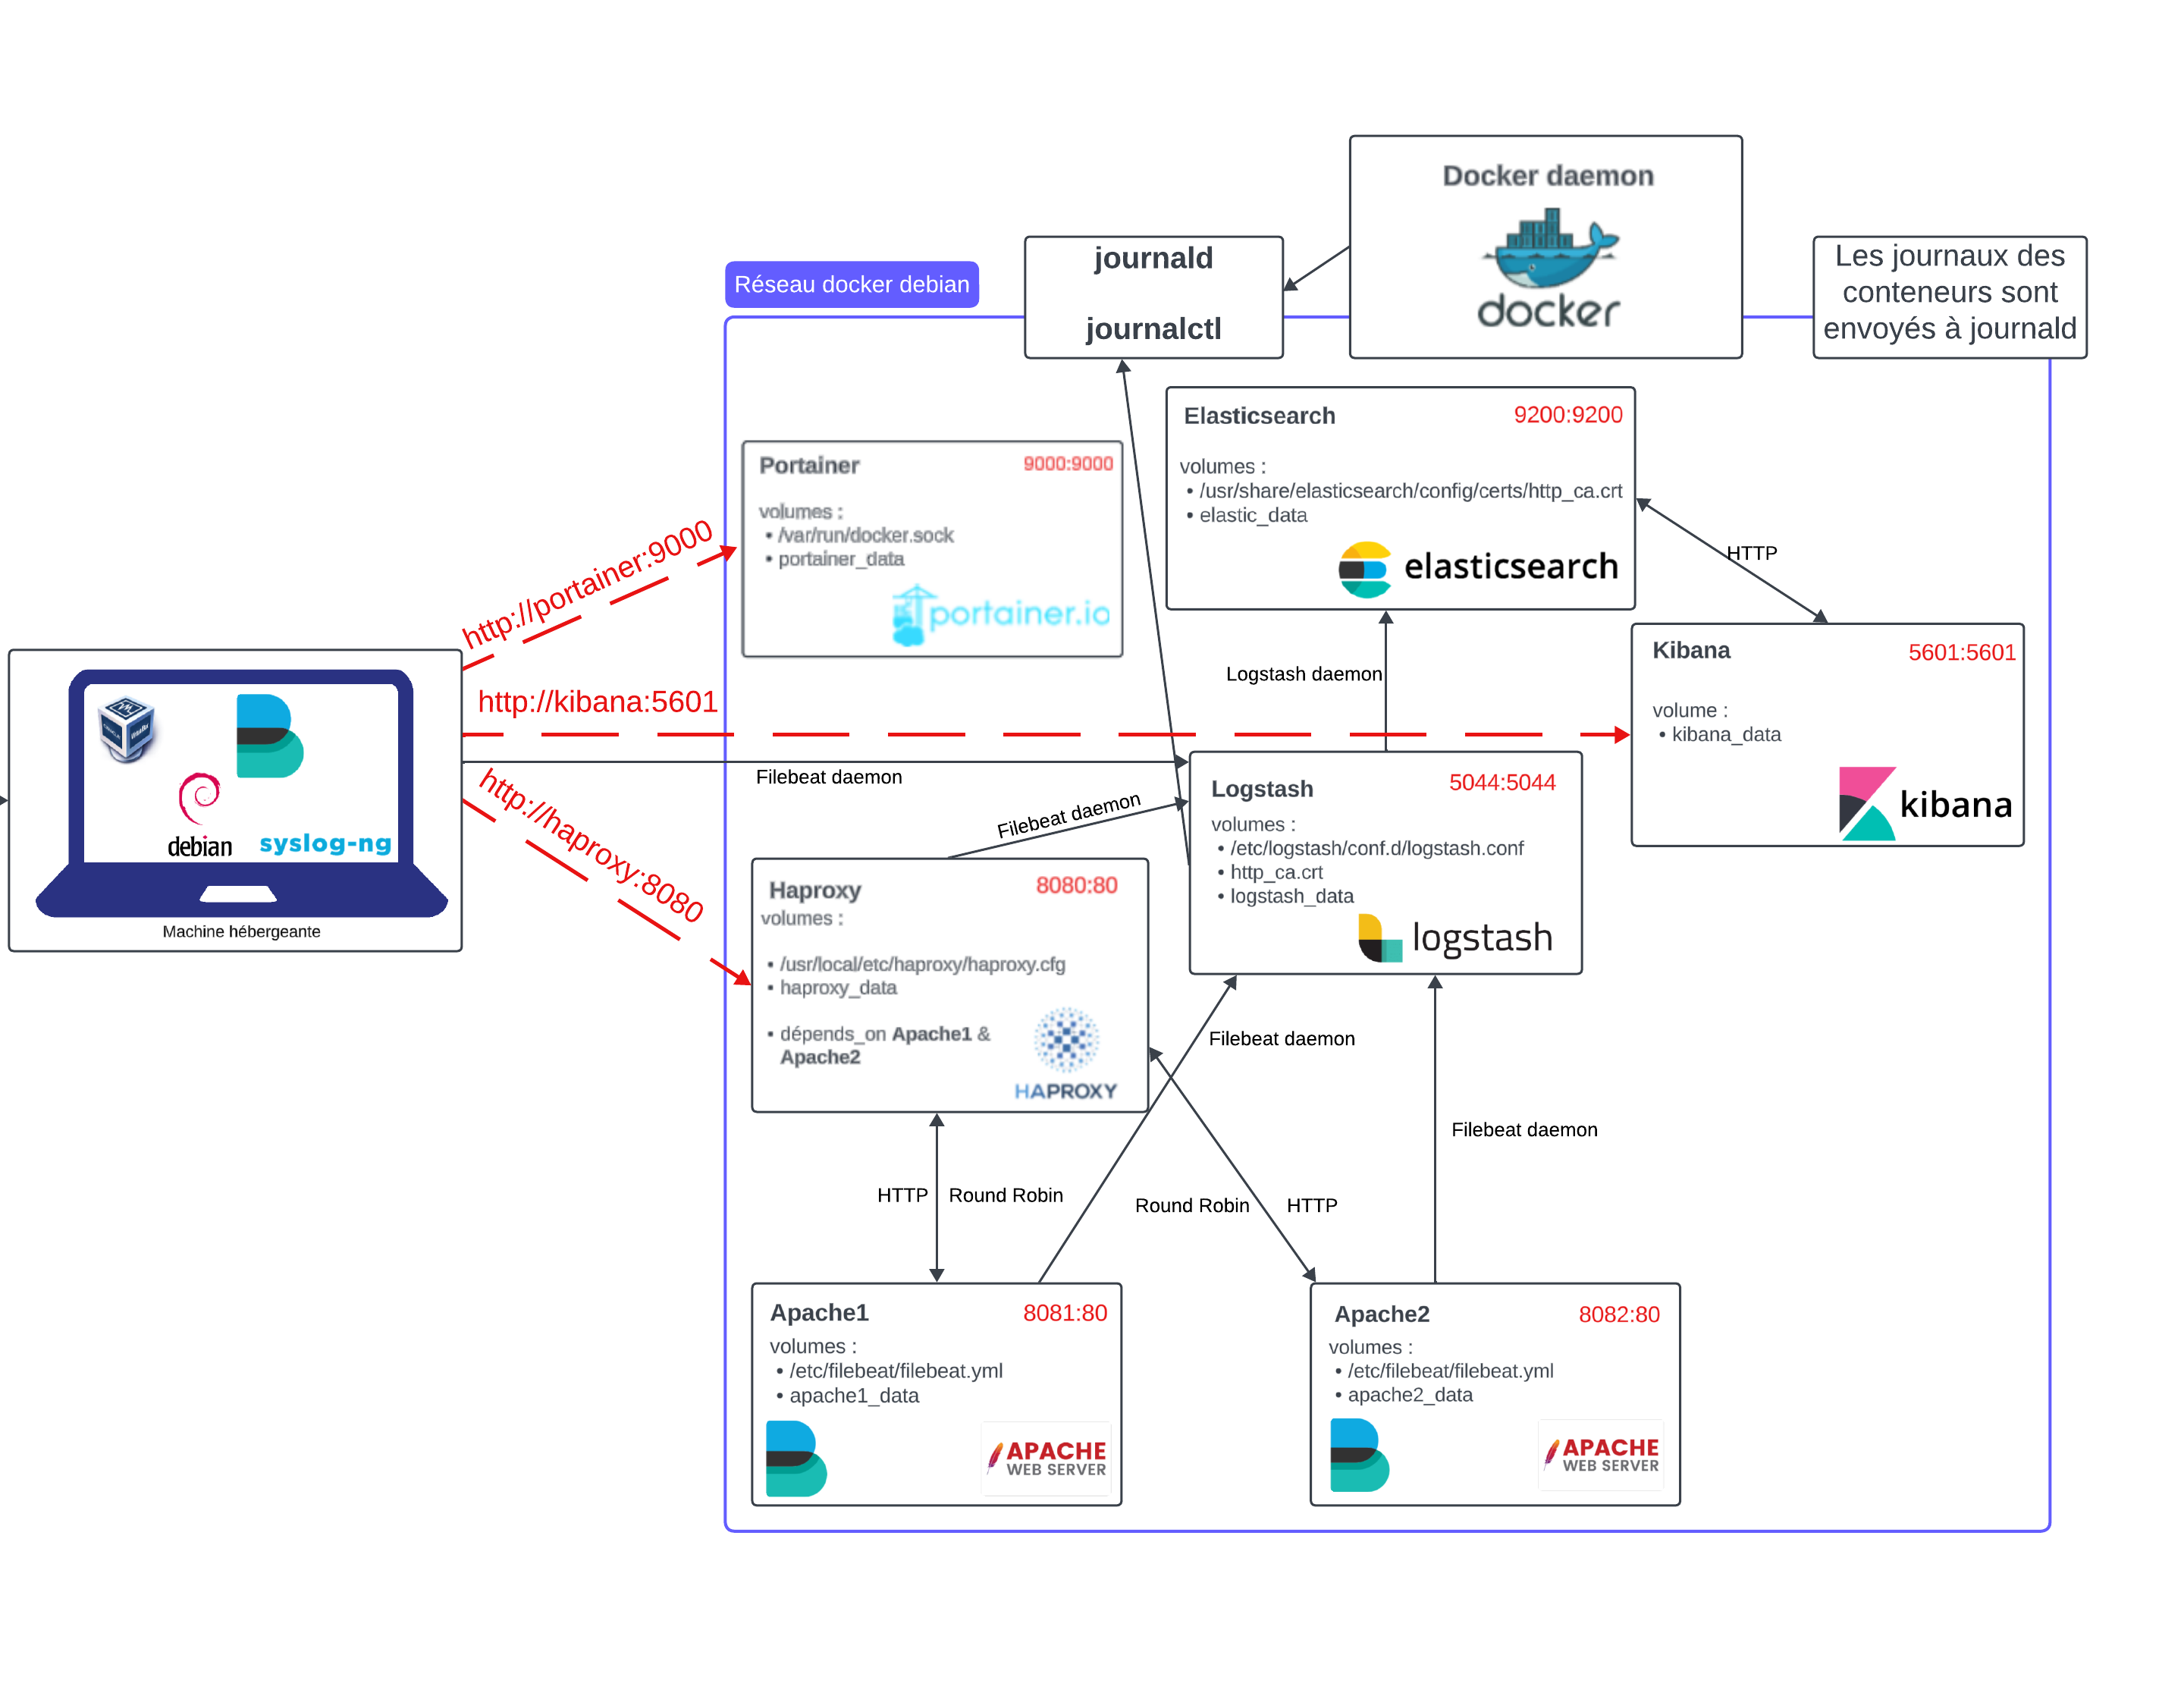 Docker daemon
docker
journald
journalctl
Les journaux des
conteneurs sont
envoyés à journald
Réseau docker debian
Elasticsearch
9200:9200
volumes :
• /usr/share/elasticsearch/config/certs/http_ca.crt
• elastic_data
elasticsearch
Portainer
9000:9000
volumes :
• /var/run/docker.sock
• portainer_data
portainer.io
HTTP
http://portainer:9000
http://kibana:5601
http://haproxy:8080
Kibana
5601:5601
volume :
• kibana_data
kibana
Logstash daemon
Filebeat daemon
Filebeat daemon
debian
syslog-ng
Machine hébergeante
Logstash
5044:5044
volumes :
• /etc/logstash/conf.d/logstash.conf
• http_ca.crt
• logstash_data
logstash
Haproxy
8080:80
volumes :
• /usr/local/etc/haproxy/haproxy.cfg
• haproxy_data
• dépends_on Apache1 &
Apache2
HAPROXY
Filebeat daemon
Filebeat daemon
HTTP
Round Robin
Round Robin
HTTP
Apache1
8081:80
volumes :
• /etc/filebeat/filebeat.yml
• apache1_data
APACHE
WEB SERVER
Apache2
8082:80
volumes :
• /etc/filebeat/filebeat.yml
• apache2_data
APACHE
WEB SERVER